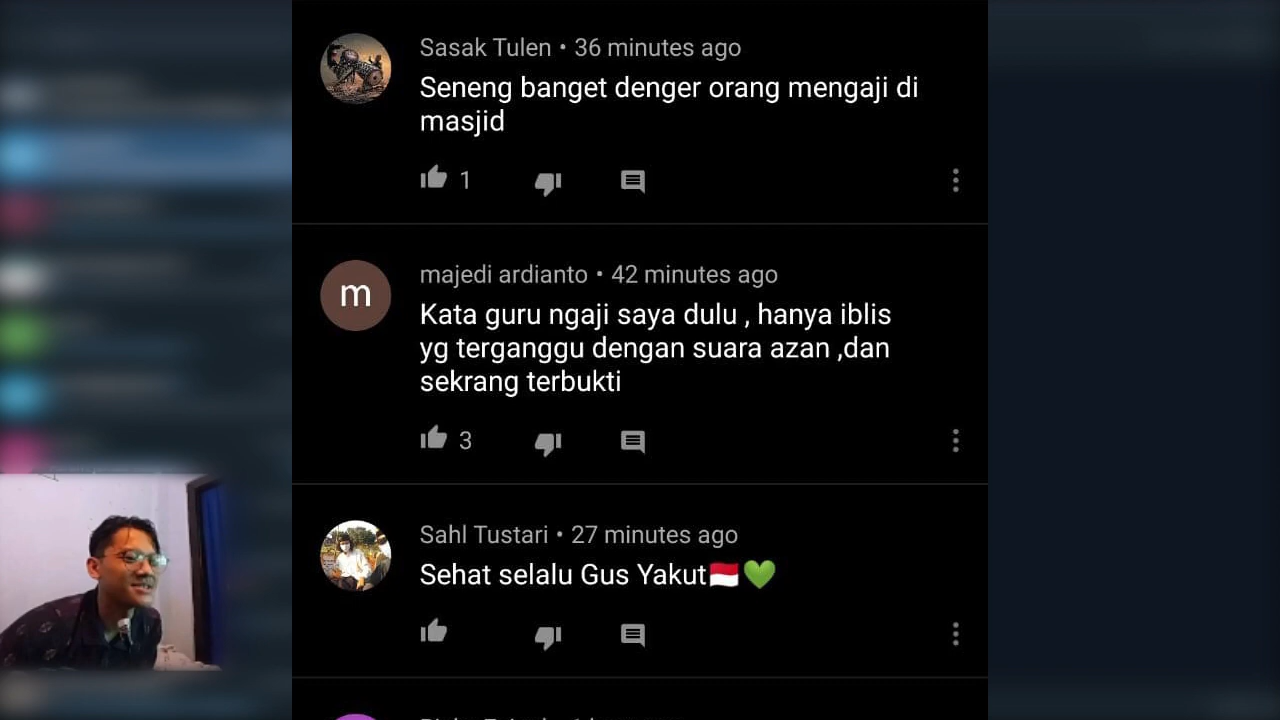 Sasak Tulen • 36 minutes ago
Seneng banget denger orang mengaji di
masjid
1
m
majedi ardianto • 42 minutes ago
Kata guru ngaji saya dulu , hanya iblis
yg terganggu dengan suara azan ,dan
sekrang terbukti
3
Sahl Tustari • 27 minutes ago
Sehat selalu Gus Yakut🇮🇩💚